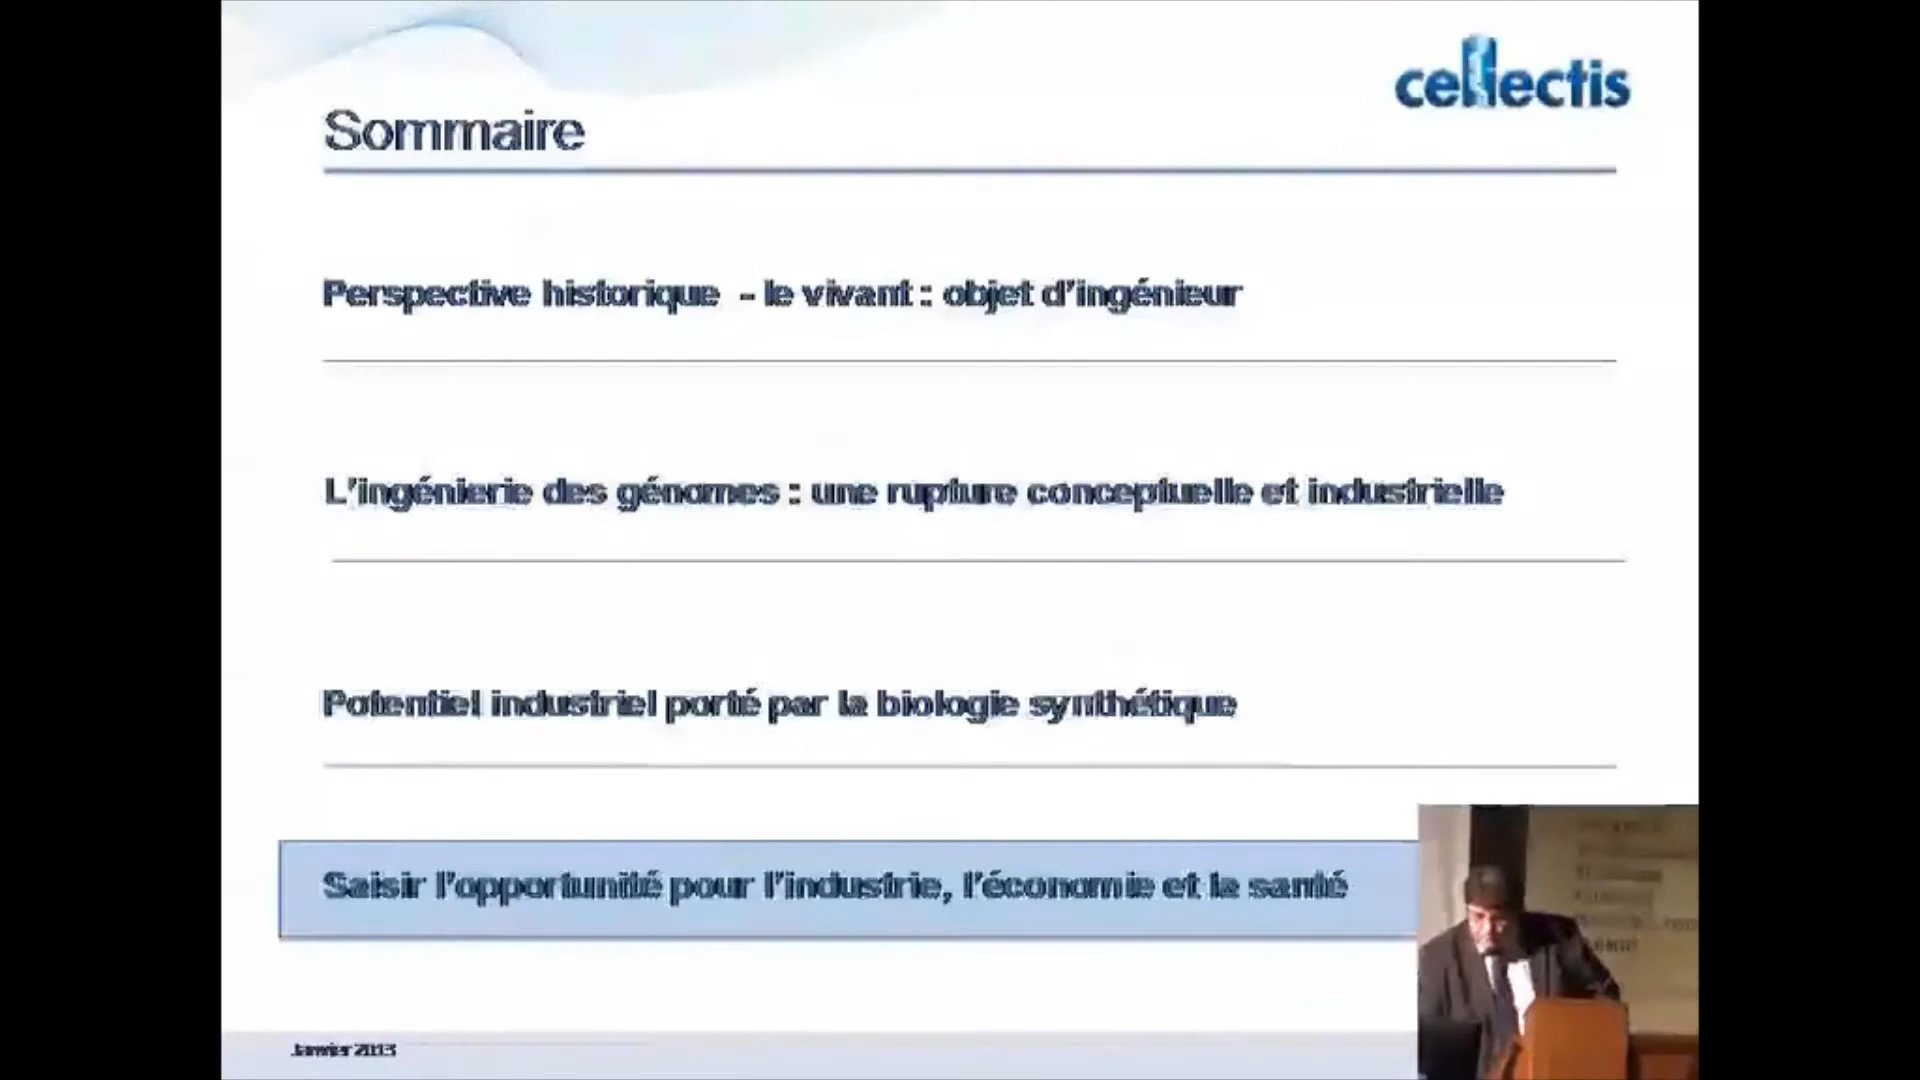 cellectis
Sommaire
Perspective historique - le vivant : objet d'ingénieur
L'ingénierie des génomes : une rupture conceptuelle et industrielle
Potentiel industriel porté par la biologie synthétique
Saisir l'opportunité pour l'industrie, l'économie et la santé
Janvier 2013